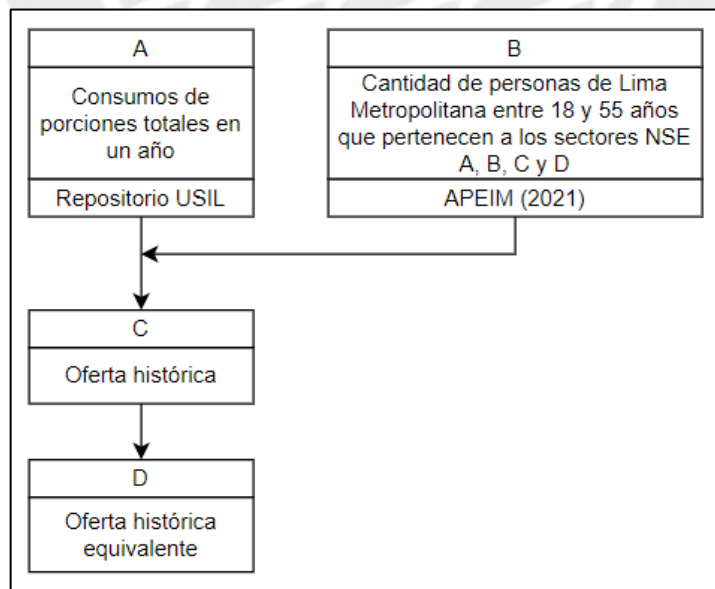 A
Consumos de
porciones totales en
un año
Repositorio USIL
B
Cantidad de personas de Lima
Metropolitana entre 18 y 55 años
que pertenecen a los sectores NSE
A, B, C y D
APEIM (2021)
C
Oferta histórica
D
Oferta histórica
equivalente